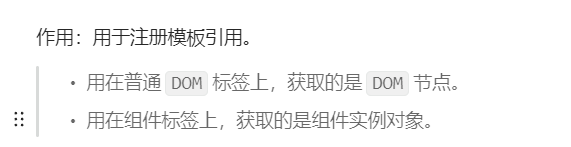 作用：用于注册模板引用。
• 用在普通 DOM 标签上，获取的是 DOM 节点。
• 用在组件标签上，获取的是组件实例对象。